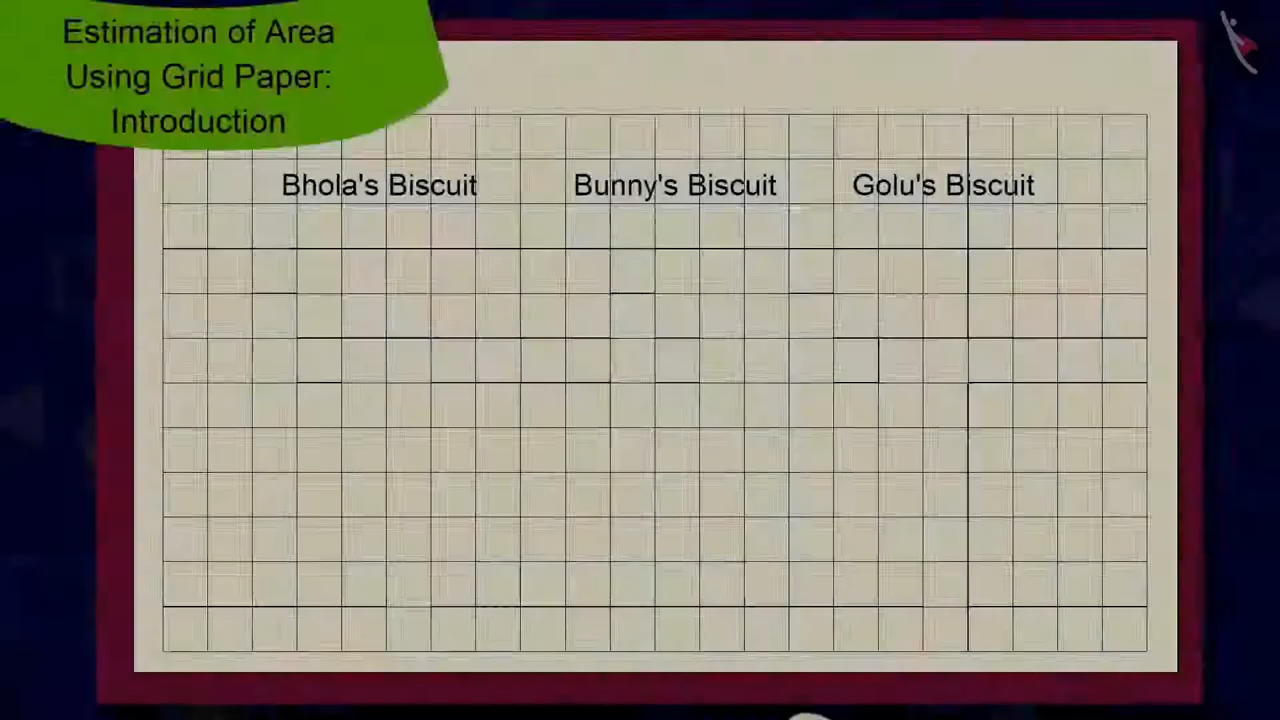 Estimation of Area
Using Grid Paper:
Introduction
Bhola's Biscuit
Bunny's Biscuit
Golu's Biscuit